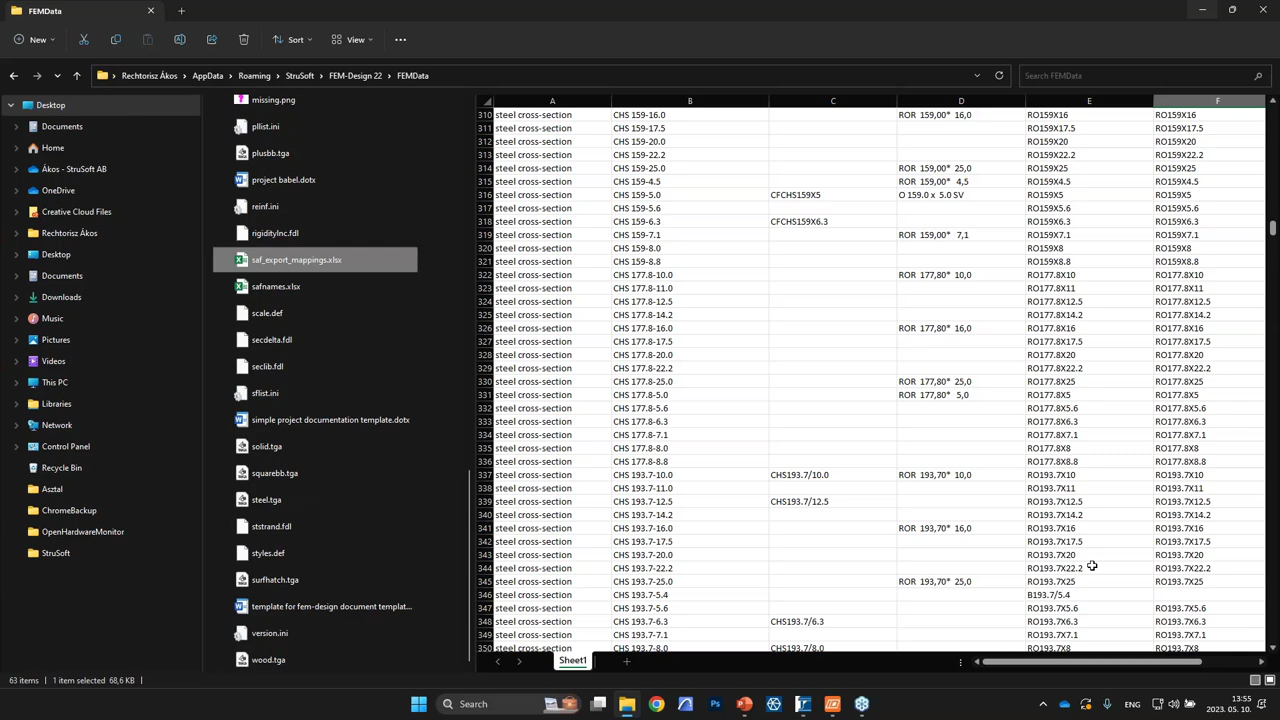 FEMData
New
Sort
View
Rechtorisz Ákos > AppData > Roaming > StruSoft > FEM-Design 22 > FEMData
Search FEMData
Desktop
Documents
Home
Ákos - StruSoft AB
OneDrive
Creative Cloud Files
Rechtorisz Ákos
Desktop
Documents
Downloads
Music
Pictures
Videos
This PC
Libraries
Network
Control Panel
Recycle Bin
Asztal
ChromeBackup
OpenHardwareMonitor
StruSoft
missing.png
pllist.ini
plusbb.tga
project babel.dotx
reinf.ini
rigidityInc.fdl
saf_export_mappings.xlsx
safnames.xlsx
scale.def
secdelta.fdl
seclib.fdl
sflist.ini
simple project documentation template.dotx
solid.tga
squarebb.tga
steel.tga
ststrand.fdl
styles.def
surfhatch.tga
template for fem-design document templat...
version.ini
wood.tga
A B C D E F
310 steel cross-section CHS 159-16.0 ROR 159,00* 16,0 RO159X16 RO159X16
311 steel cross-section CHS 159-17.5 RO159X17.5 RO159X17.5
312 steel cross-section CHS 159-20.0 RO159X20 RO159X20
313 steel cross-section CHS 159-22.2 RO159X22.2 RO159X22.2
314 steel cross-section CHS 159-25.0 ROR 159,00* 25,0 RO159X25 RO159X25
315 steel cross-section CHS 159-4.5 ROR 159,00* 4,5 RO159X4.5 RO159X4.5
316 steel cross-section CHS 159-5.0 CFCHS159X5 O 159.0 x 5.0 SV RO159X5 RO159X5
317 steel cross-section CHS 159-5.6 RO159X5.6 RO159X5.6
318 steel cross-section CHS 159-6.3 CFCHS159X6.3 RO159X6.3 RO159X6.3
319 steel cross-section CHS 159-7.1 ROR 159,00* 7,1 RO159X7.1 RO159X7.1
320 steel cross-section CHS 159-8.0 RO159X8 RO159X8
321 steel cross-section CHS 159-8.8 RO159X8.8 RO159X8.8
322 steel cross-section CHS 177.8-10.0 ROR 177,80* 10,0 RO177.8X10 RO177.8X10
323 steel cross-section CHS 177.8-11.0 RO177.8X11 RO177.8X11
324 steel cross-section CHS 177.8-12.5 RO177.8X12.5 RO177.8X12.5
325 steel cross-section CHS 177.8-14.2 RO177.8X14.2 RO177.8X14.2
326 steel cross-section CHS 177.8-16.0 ROR 177,80* 16,0 RO177.8X16 RO177.8X16
327 steel cross-section CHS 177.8-17.5 RO177.8X17.5 RO177.8X17.5
328 steel cross-section CHS 177.8-20.0 RO177.8X20 RO177.8X20
329 steel cross-section CHS 177.8-22.2 RO177.8X22.2 RO177.8X22.2
330 steel cross-section CHS 177.8-25.0 ROR 177,80* 25,0 RO177.8X25 RO177.8X25
331 steel cross-section CHS 177.8-5.0 ROR 177,80* 5,0 RO177.8X5 RO177.8X5
332 steel cross-section CHS 177.8-5.6 RO177.8X5.6 RO177.8X5.6
333 steel cross-section CHS 177.8-6.3 RO177.8X6.3 RO177.8X6.3
334 steel cross-section CHS 177.8-7.1 RO177.8X7.1 RO177.8X7.1
335 steel cross-section CHS 177.8-8.0 RO177.8X8 RO177.8X8
336 steel cross-section CHS 177.8-8.8 RO177.8X8.8 RO177.8X8.8
337 steel cross-section CHS 193.7-10.0 CHS193.7/10.0 ROR 193,70* 10,0 RO193.7X10 RO193.7X10
338 steel cross-section CHS 193.7-11.0 RO193.7X11 RO193.7X11
339 steel cross-section CHS 193.7-12.5 CHS193.7/12.5 RO193.7X12.5 RO193.7X12.5
340 steel cross-section CHS 193.7-14.2 RO193.7X14.2 RO193.7X14.2
341 steel cross-section CHS 193.7-16.0 ROR 193,70* 16,0 RO193.7X16 RO193.7X16
342 steel cross-section CHS 193.7-17.5 RO193.7X17.5 RO193.7X17.5
343 steel cross-section CHS 193.7-20.0 RO193.7X20 RO193.7X20
344 steel cross-section CHS 193.7-22.2 RO193.7X22.2 RO193.7X22.2
345 steel cross-section CHS 193.7-25.0 ROR 193,70* 25,0 RO193.7X25 RO193.7X25
346 steel cross-section CHS 193.7-5.4 B193.7/5.4
347 steel cross-section CHS 193.7-5.6 RO193.7X5.6 RO193.7X5.6
348 steel cross-section CHS 193.7-6.3 CHS193.7/6.3 RO193.7X6.3 RO193.7X6.3
349 steel cross-section CHS 193.7-7.1 RO193.7X7.1 RO193.7X7.1
350 steel cross-section CHS 193.7-8.0 CHS193.7/8.0 RO193.7X8 RO193.7X8
Sheet1
63 items 1 item selected 68,6 KB
Search
13:55
2023. 05. 10.